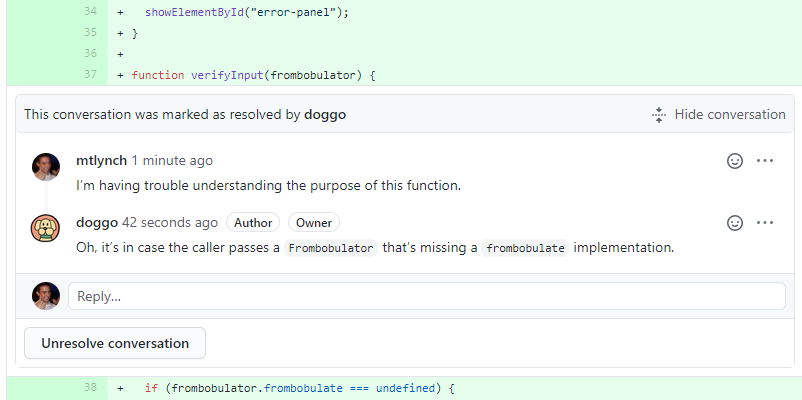 34 + showElementById("error-panel");
35 + }
36 +
37 + function verifyInput(frombobulator) {
This conversation was marked as resolved by doggo Hide conversation
mtlynch 1 minute ago
I’m having trouble understanding the purpose of this function.
doggo 42 seconds ago Author Owner
Oh, it’s in case the caller passes a Frombobulator that’s missing a frombobulate implementation.
Reply...
Unresolve conversation
38 + if (frombobulator.frombobulate === undefined) {